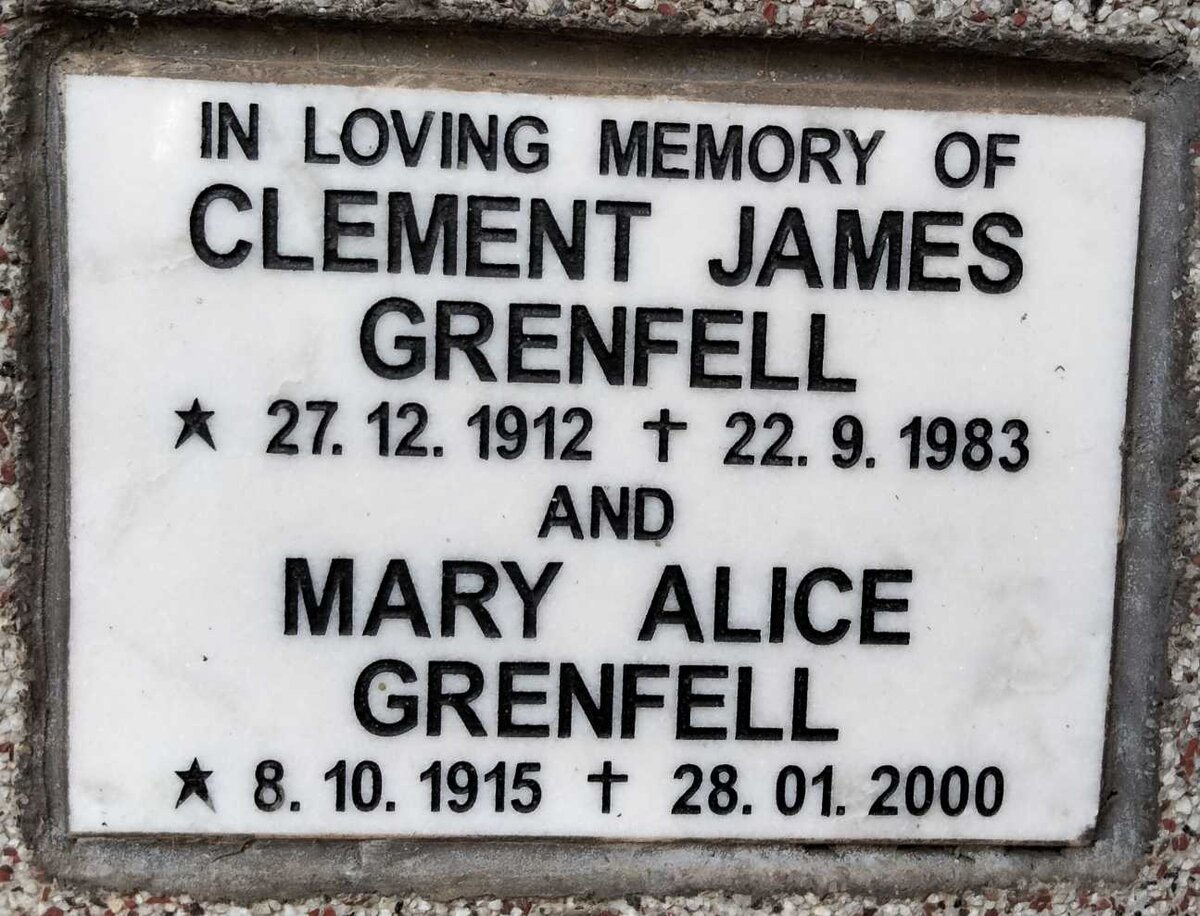 IN LOVING MEMORY OF
CLEMENT JAMES
GRENFELL
★ 27. 12. 1912 ✝ 22. 9. 1983
AND
MARY ALICE
GRENFELL
★ 8. 10. 1915 ✝ 28. 01. 2000